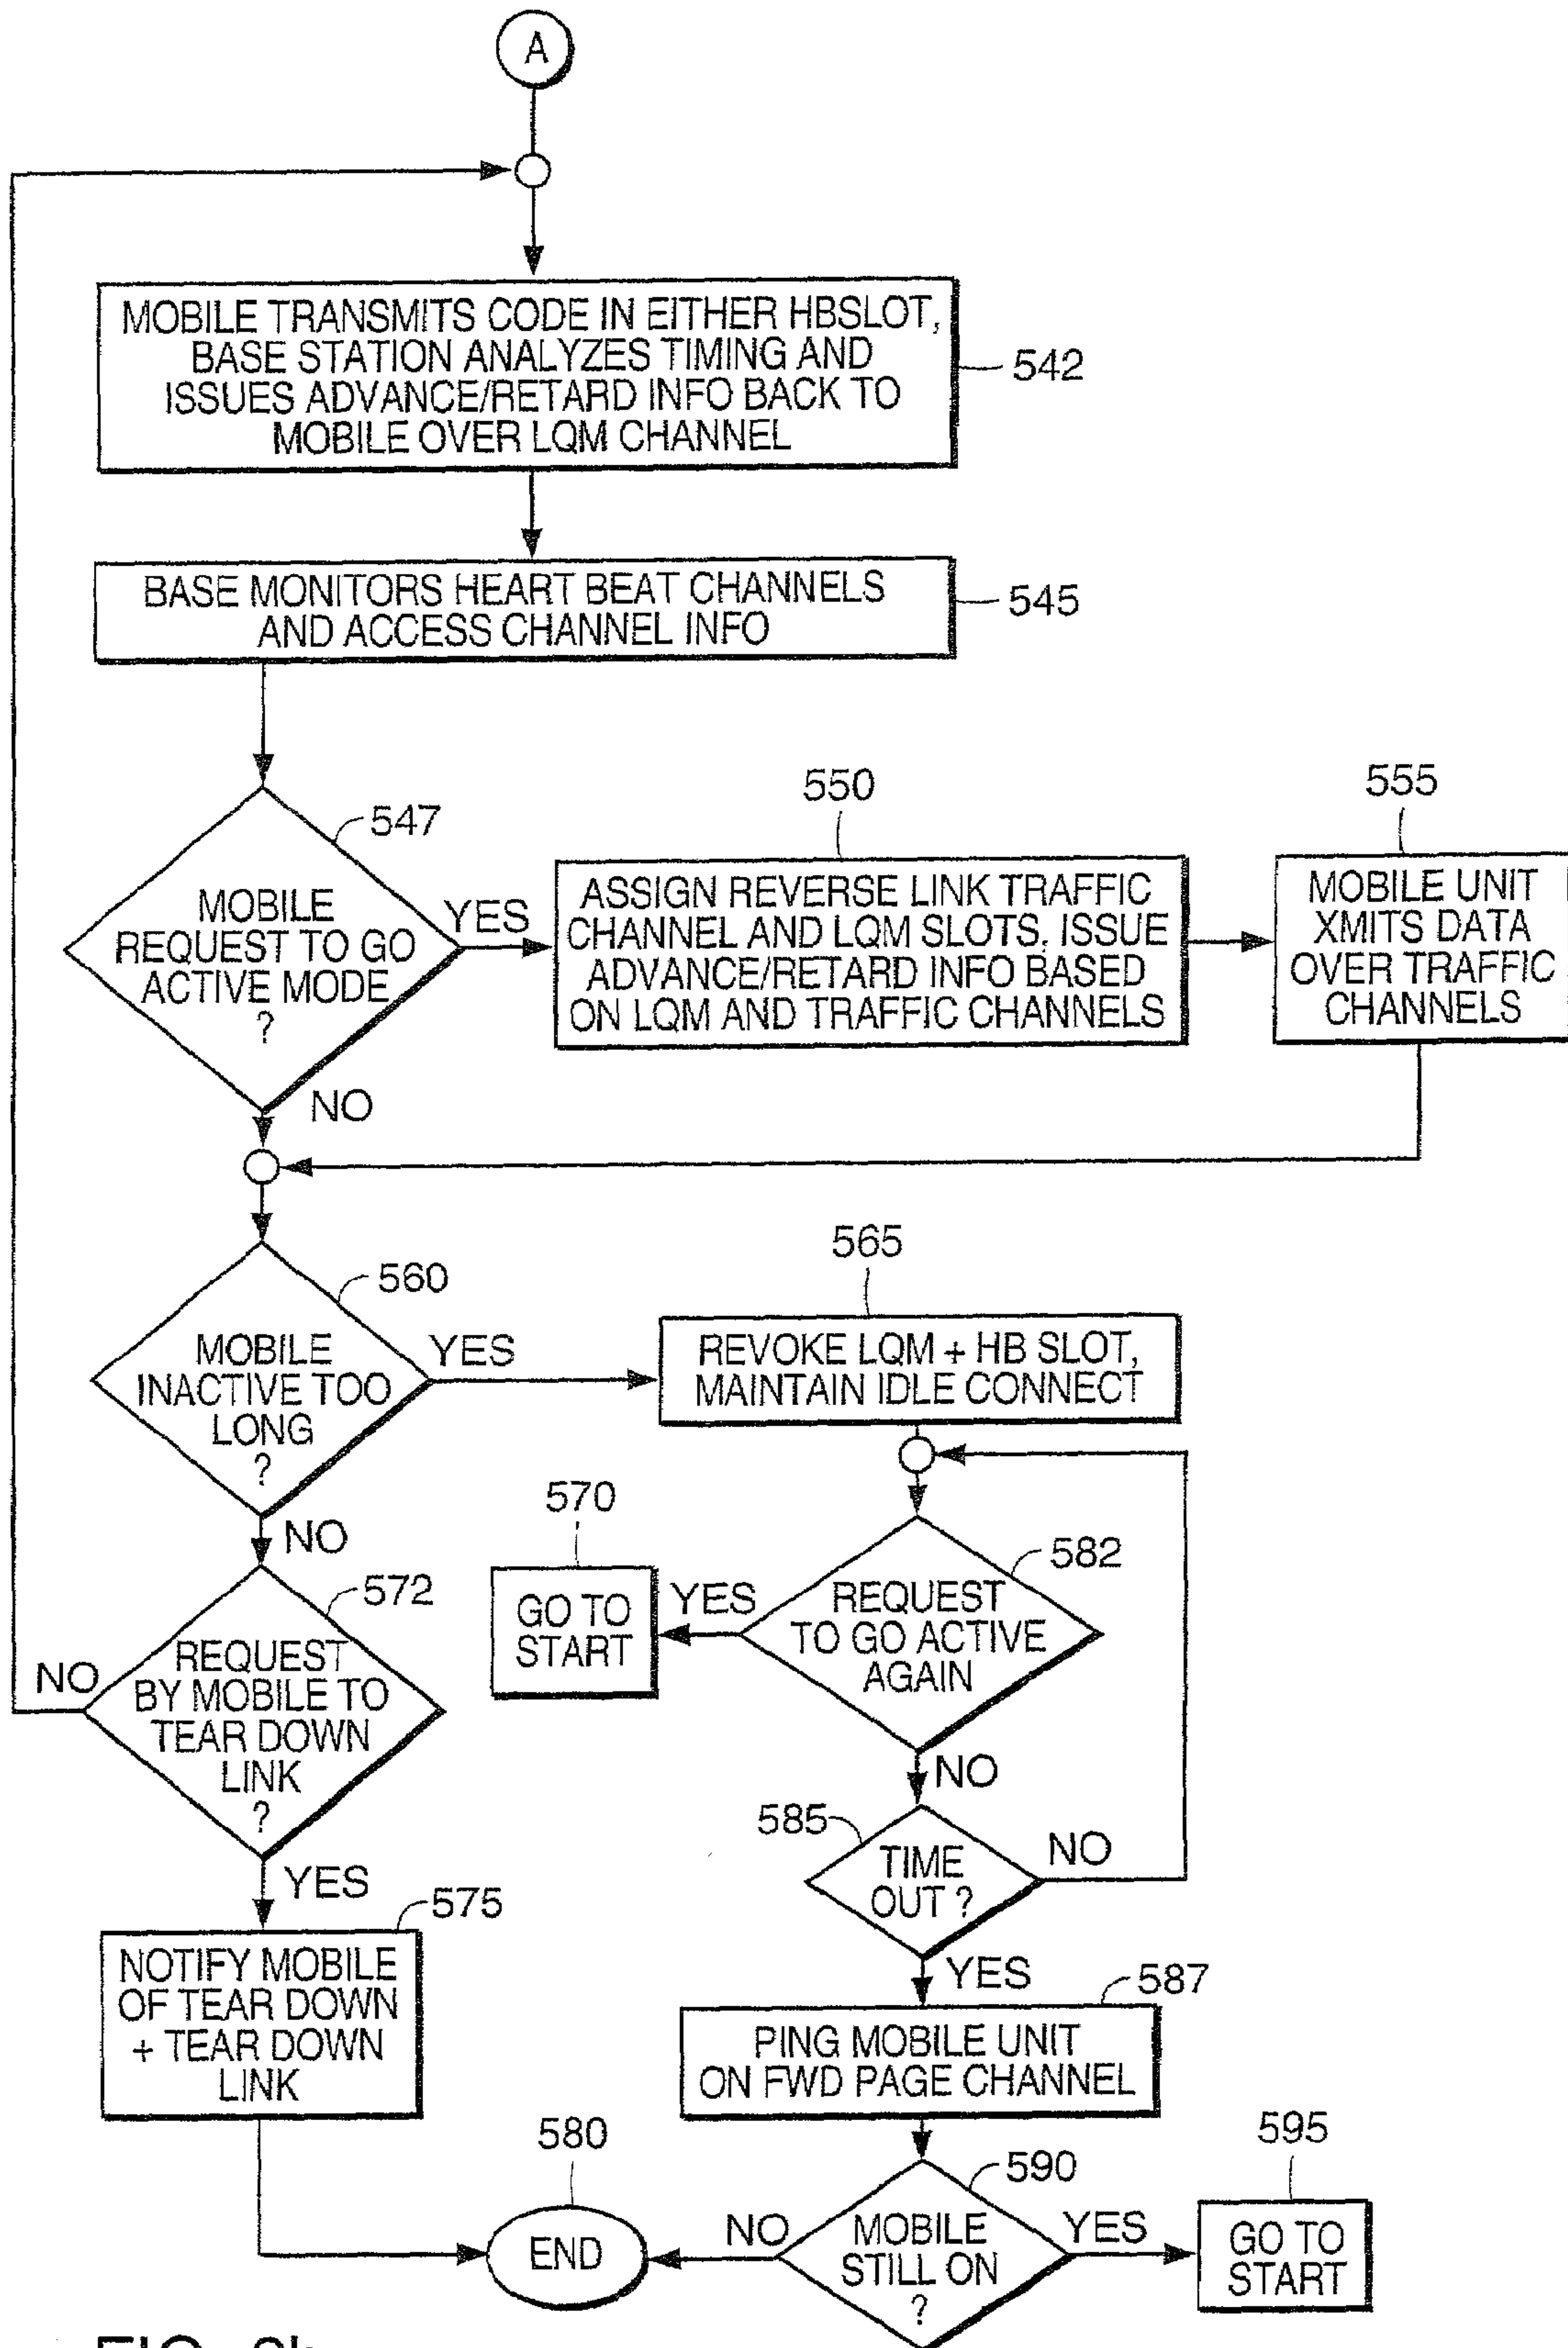 A
MOBILE TRANSMITS CODE IN EITHER HBSLOT,
BASE STATION ANALYZES TIMING AND
ISSUES ADVANCE/RETARD INFO BACK TO
MOBILE OVER LQM CHANNEL
542
BASE MONITORS HEART BEAT CHANNELS
AND ACCESS CHANNEL INFO
545
547
MOBILE
REQUEST TO GO
ACTIVE MODE
?
YES
NO
550
ASSIGN REVERSE LINK TRAFFIC
CHANNEL AND LQM SLOTS, ISSUE
ADVANCE/RETARD INFO BASED
ON LQM AND TRAFFIC CHANNELS
555
MOBILE UNIT
XMITS DATA
OVER TRAFFIC
CHANNELS
560
MOBILE
INACTIVE TOO
LONG
?
YES
NO
565
REVOKE LQM + HB SLOT,
MAINTAIN IDLE CONNECT
570
GO TO
START
YES
582
REQUEST
TO GO ACTIVE
AGAIN
NO
572
REQUEST
BY MOBILE TO
TEAR DOWN
LINK
?
NO
YES
585
TIME
OUT ?
NO
YES
575
NOTIFY MOBILE
OF TEAR DOWN
+ TEAR DOWN
LINK
587
PING MOBILE UNIT
ON FWD PAGE CHANNEL
580
END
590
MOBILE
STILL ON
?
NO
YES
595
GO TO
START